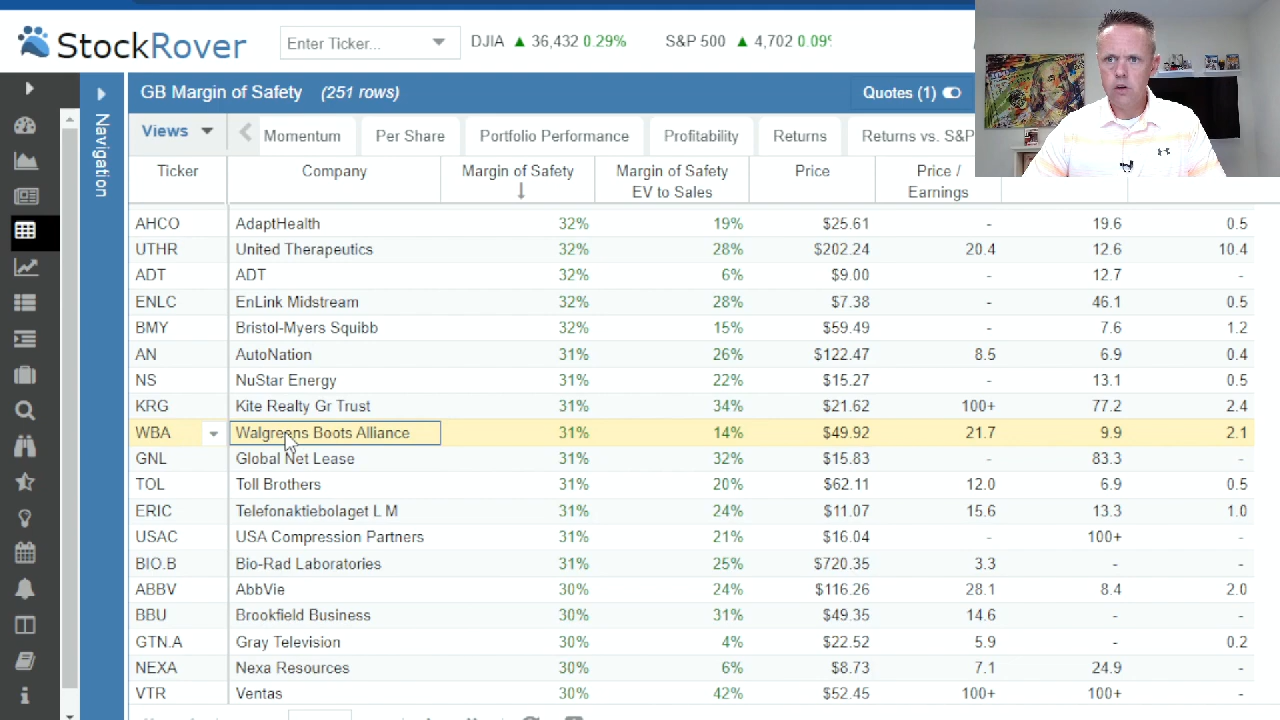 StockRover
Enter Ticker...
DJIA ▲ 36,432 0.29%
S&P 500 ▲ 4,702 0.09%
GB Margin of Safety (251 rows)
Quotes (1)
Navigation
Views
Momentum
Per Share
Portfolio Performance
Profitability
Returns
Returns vs. S&P
Ticker Company Margin of Safety ↓ Margin of Safety EV to Sales Price Price / Earnings
AHCO AdaptHealth 32% 19% $25.61 - 19.6 0.5
UTHR United Therapeutics 32% 28% $202.24 20.4 12.6 10.4
ADT ADT 32% 6% $9.00 - 12.7 -
ENLC EnLink Midstream 32% 28% $7.38 - 46.1 0.5
BMY Bristol-Myers Squibb 32% 15% $59.49 - 7.6 1.2
AN AutoNation 31% 26% $122.47 8.5 6.9 0.4
NS NuStar Energy 31% 22% $15.27 - 13.1 0.5
KRG Kite Realty Gr Trust 31% 34% $21.62 100+ 77.2 2.4
WBA Walgreens Boots Alliance 31% 14% $49.92 21.7 9.9 2.1
GNL Global Net Lease 31% 32% $15.83 - 83.3 -
TOL Toll Brothers 31% 20% $62.11 12.0 6.9 0.5
ERIC Telefonaktiebolaget L M 31% 24% $11.07 15.6 13.3 1.0
USAC USA Compression Partners 31% 21% $16.04 - 100+ -
BIO.B Bio-Rad Laboratories 31% 25% $720.35 3.3 - -
ABBV AbbVie 30% 24% $116.26 28.1 8.4 2.0
BBU Brookfield Business 30% 31% $49.35 14.6 - -
GTN.A Gray Television 30% 4% $22.52 5.9 - 0.2
NEXA Nexa Resources 30% 6% $8.73 7.1 24.9 -
VTR Ventas 30% 42% $52.45 100+ 100+ -